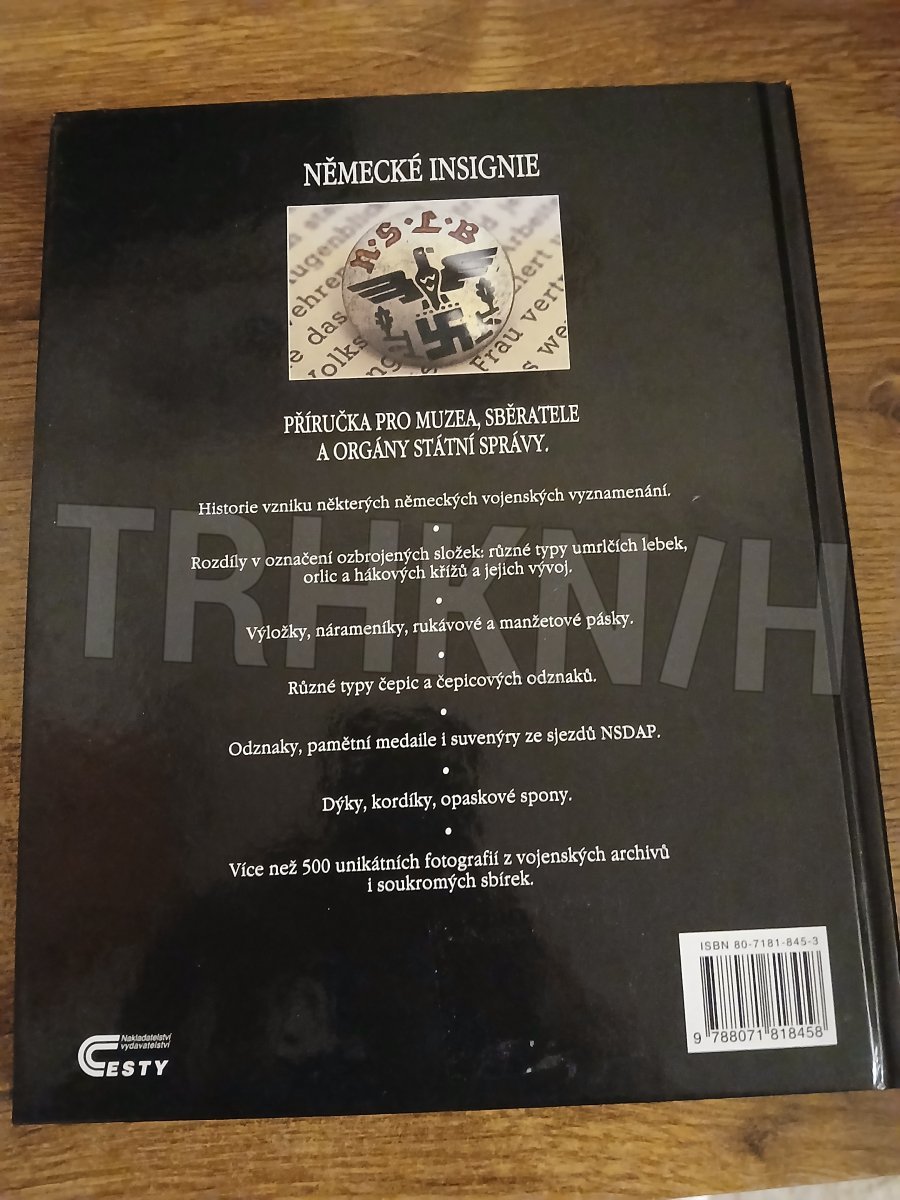 NĚMECKÉ INSIGNIE
N·S·L·B
PŘÍRUČKA PRO MUZEA, SBĚRATELE
A ORGÁNY STÁTNÍ SPRÁVY.
Historie vzniku některých německých vojenských vyznamenání.
•
Rozdíly v označení ozbrojených složek: různé typy umrlčích lebek,
orlic a hákových křížů a jejich vývoj.
•
Výložky, nárameníky, rukávové a manžetové pásky.
•
Různé typy čepic a čepicových odznaků.
•
Odznaky, pamětní medaile i suvenýry ze sjezdů NSDAP.
•
Dýky, kordíky, opaskové spony.
•
Více než 500 unikátních fotografií z vojenských archivů
i soukromých sbírek.
TRHKNIH
ISBN 80-7181-845-3
9 788071 818458
Nakladatelství
vydavatelství
CESTY